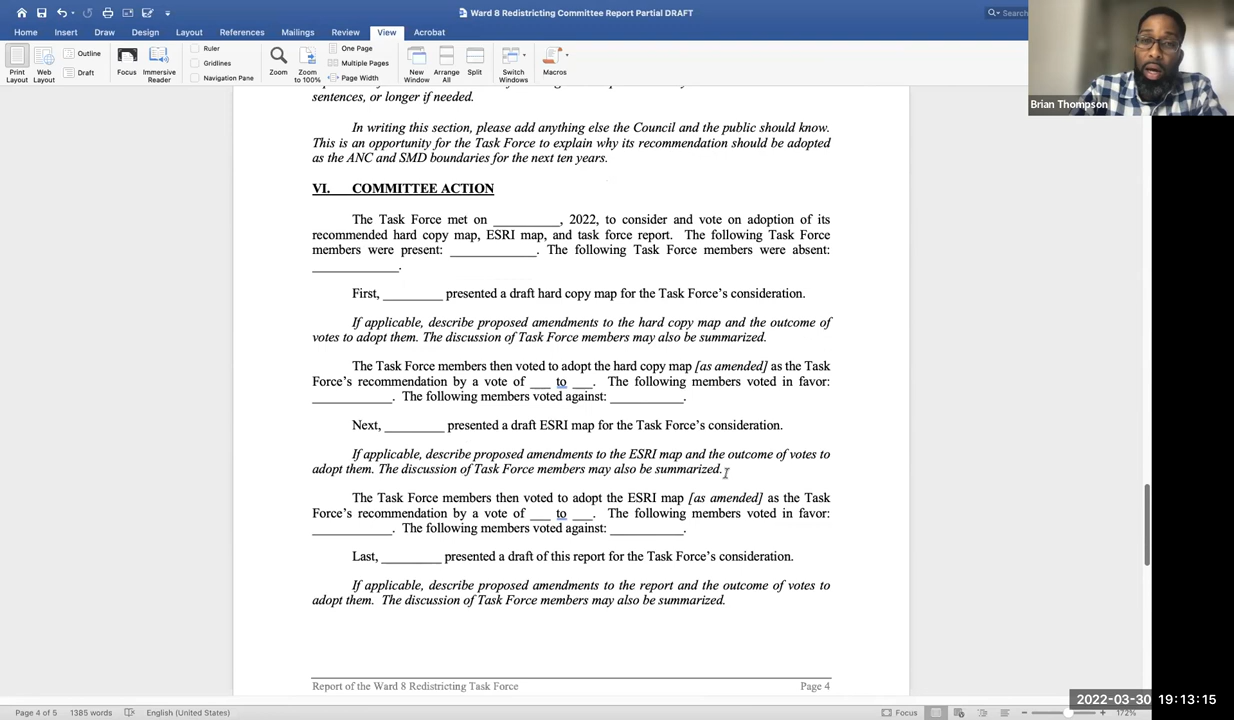 Ward 8 Redistricting Committee Report Partial DRAFT
Search
Home Insert Draw Design Layout References Mailings Review View Acrobat
Print Layout
Web Layout
Outline
Draft
Focus
Immersive Reader
Ruler
Gridlines
Navigation Pane
Zoom
Zoom to 100%
One Page
Multiple Pages
Page Width
New Window
Arrange All
Split
Switch Windows
Macros
Brian Thompson
sentences, or longer if needed.
In writing this section, please add anything else the Council and the public should know.
This is an opportunity for the Task Force to explain why its recommendation should be adopted
as the ANC and SMD boundaries for the next ten years.
VI. COMMITTEE ACTION
The Task Force met on __________, 2022, to consider and vote on adoption of its
recommended hard copy map, ESRI map, and task force report. The following Task Force
members were present: _____________. The following Task Force members were absent:
_____________.
First, _________ presented a draft hard copy map for the Task Force's consideration.
If applicable, describe proposed amendments to the hard copy map and the outcome of
votes to adopt them. The discussion of Task Force members may also be summarized.
The Task Force members then voted to adopt the hard copy map [as amended] as the Task
Force's recommendation by a vote of ___ to ___. The following members voted in favor:
____________. The following members voted against: ___________.
Next, _________ presented a draft ESRI map for the Task Force's consideration.
If applicable, describe proposed amendments to the ESRI map and the outcome of votes to
adopt them. The discussion of Task Force members may also be summarized.
The Task Force members then voted to adopt the ESRI map [as amended] as the Task
Force's recommendation by a vote of ___ to ___. The following members voted in favor:
____________. The following members voted against: ___________.
Last, _________ presented a draft of this report for the Task Force's consideration.
If applicable, describe proposed amendments to the report and the outcome of votes to
adopt them. The discussion of Task Force members may also be summarized.
Report of the Ward 8 Redistricting Task Force Page 4
2022-03-30 19:13:15
Page 4 of 5 1385 words English (United States) Focus 172%